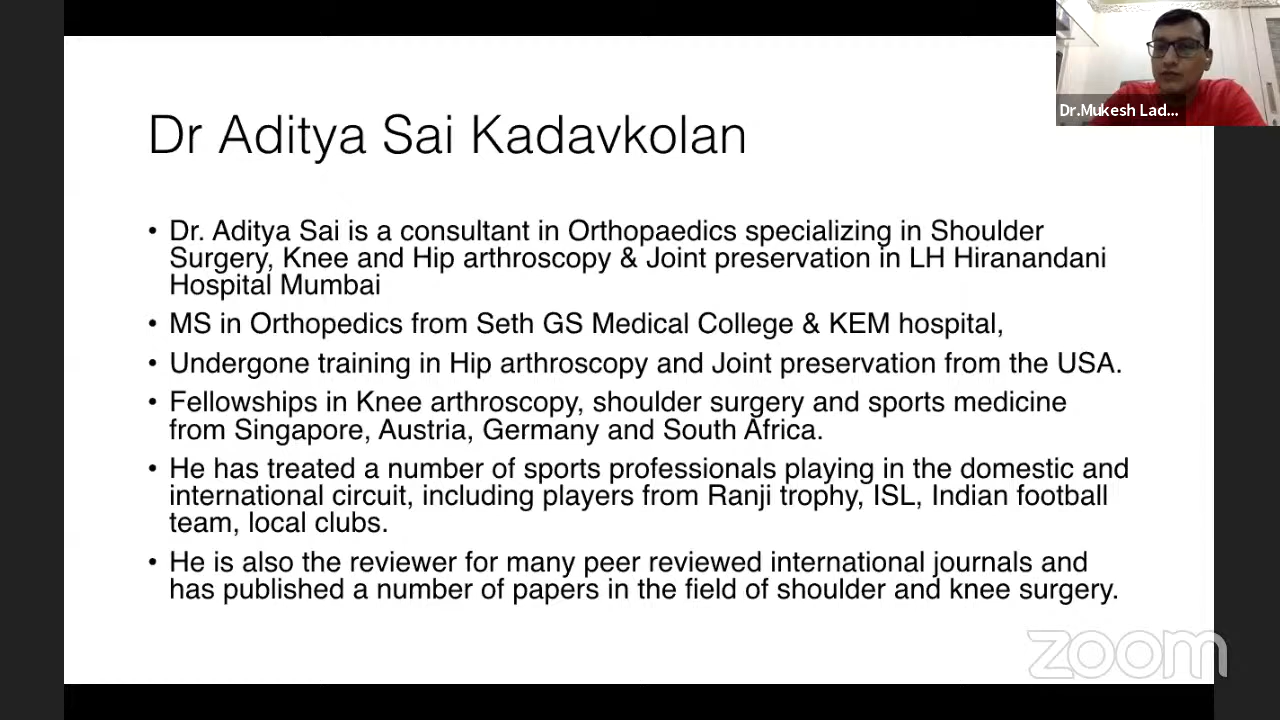 Dr Aditya Sai Kadavkolan
Dr.Mukesh Lad...
• Dr. Aditya Sai is a consultant in Orthopaedics specializing in Shoulder
Surgery, Knee and Hip arthroscopy & Joint preservation in LH Hiranandani
Hospital Mumbai
• MS in Orthopedics from Seth GS Medical College & KEM hospital,
• Undergone training in Hip arthroscopy and Joint preservation from the USA.
• Fellowships in Knee arthroscopy, shoulder surgery and sports medicine
from Singapore, Austria, Germany and South Africa.
• He has treated a number of sports professionals playing in the domestic and
international circuit, including players from Ranji trophy, ISL, Indian football
team, local clubs.
• He is also the reviewer for many peer reviewed international journals and
has published a number of papers in the field of shoulder and knee surgery.
zoom